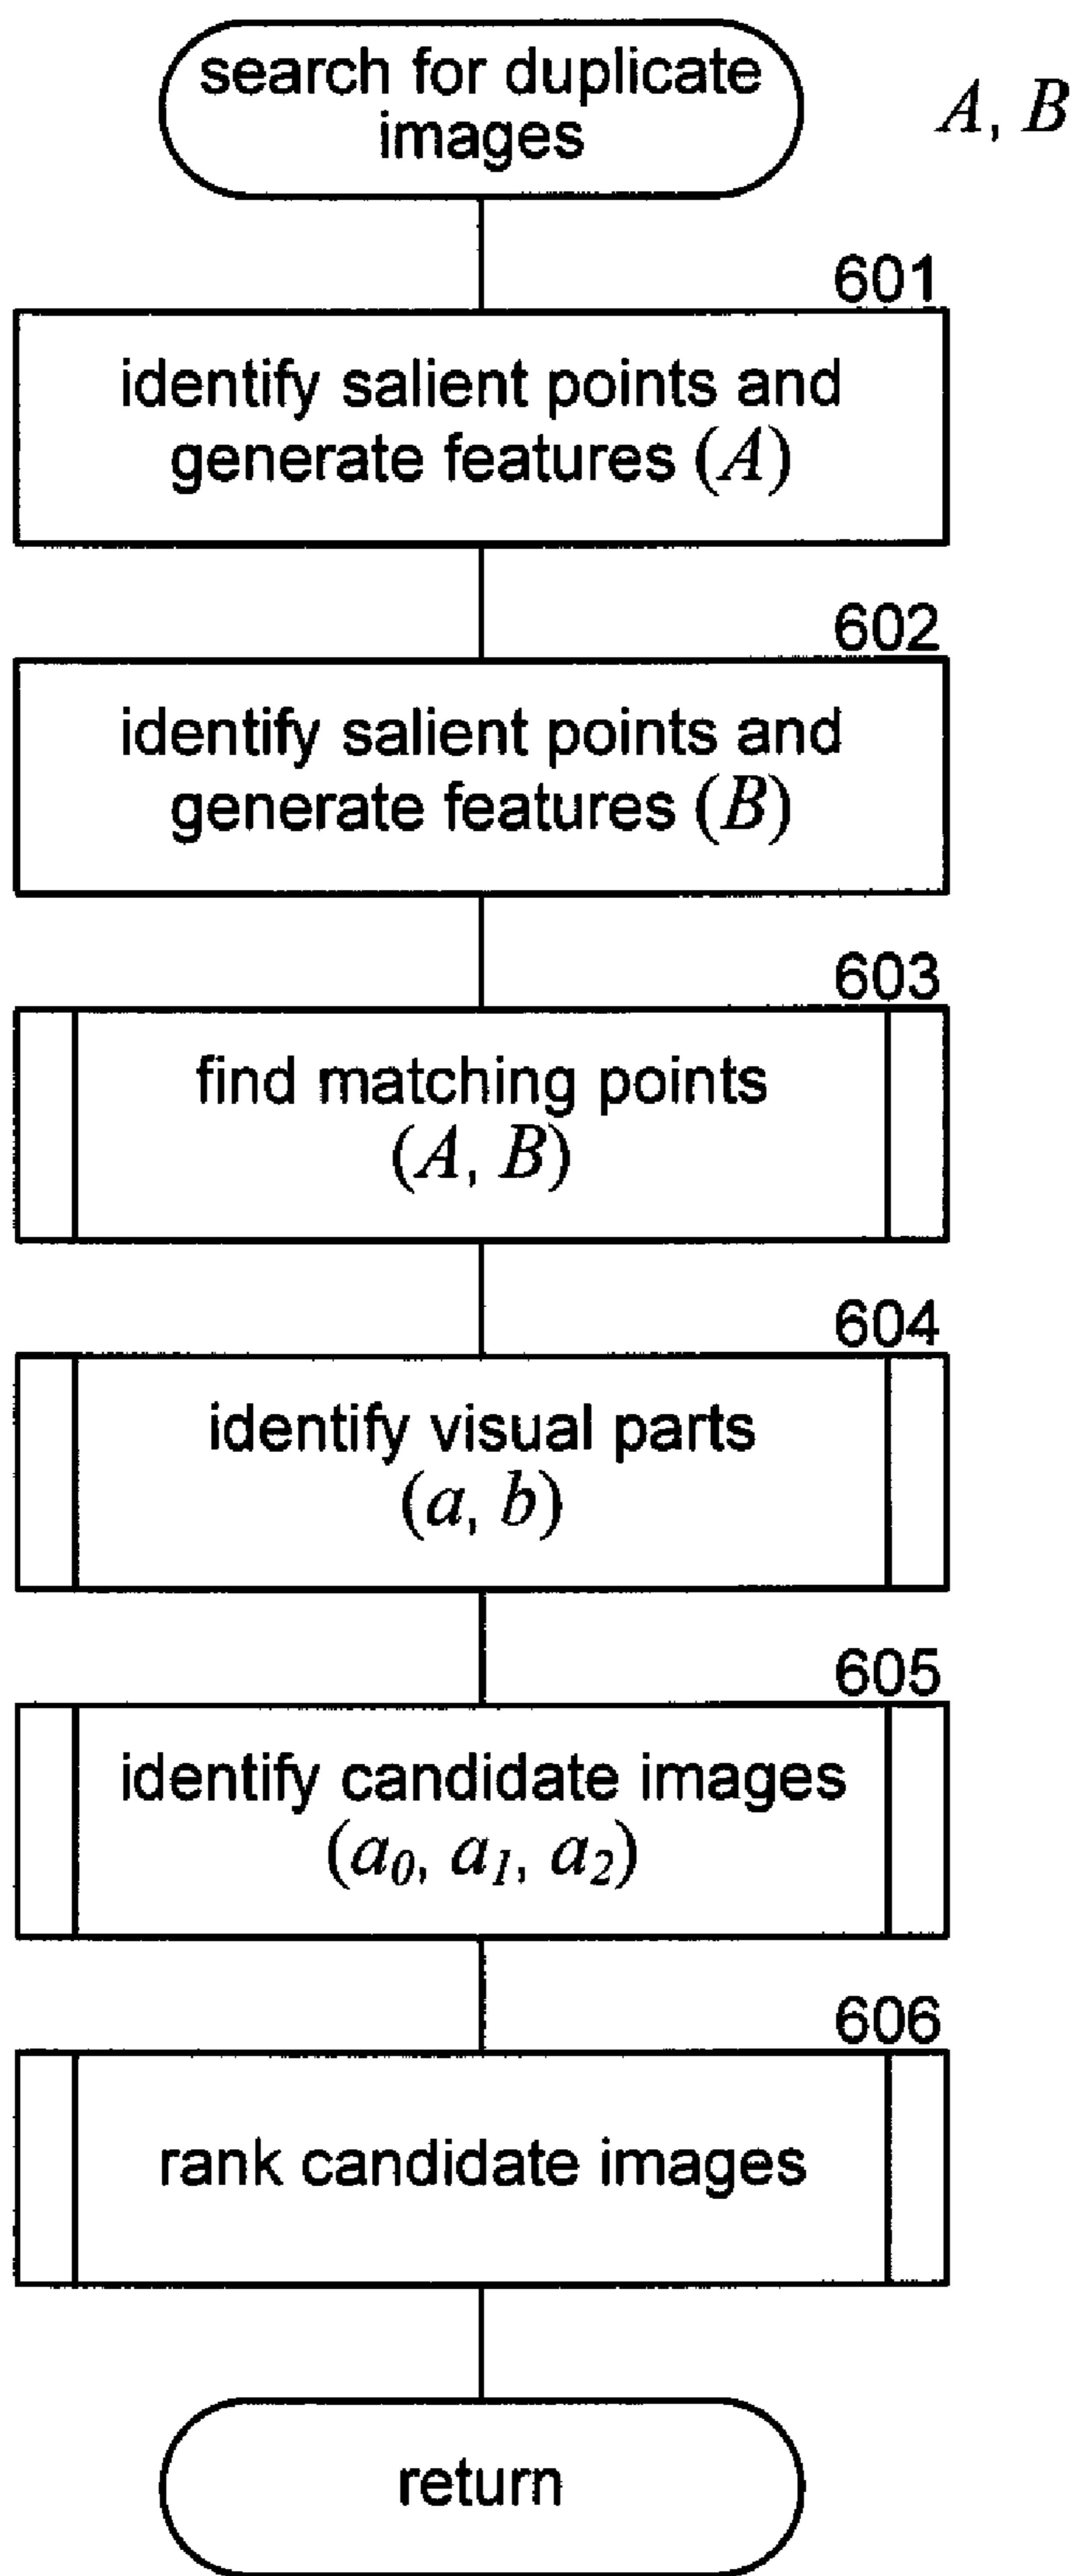 search for duplicate
images
A, B
601
identify salient points and
generate features (A)
602
identify salient points and
generate features (B)
603
find matching points
(A, B)
604
identify visual parts
(a, b)
605
identify candidate images
(a₀, a₁, a₂)
606
rank candidate images
return